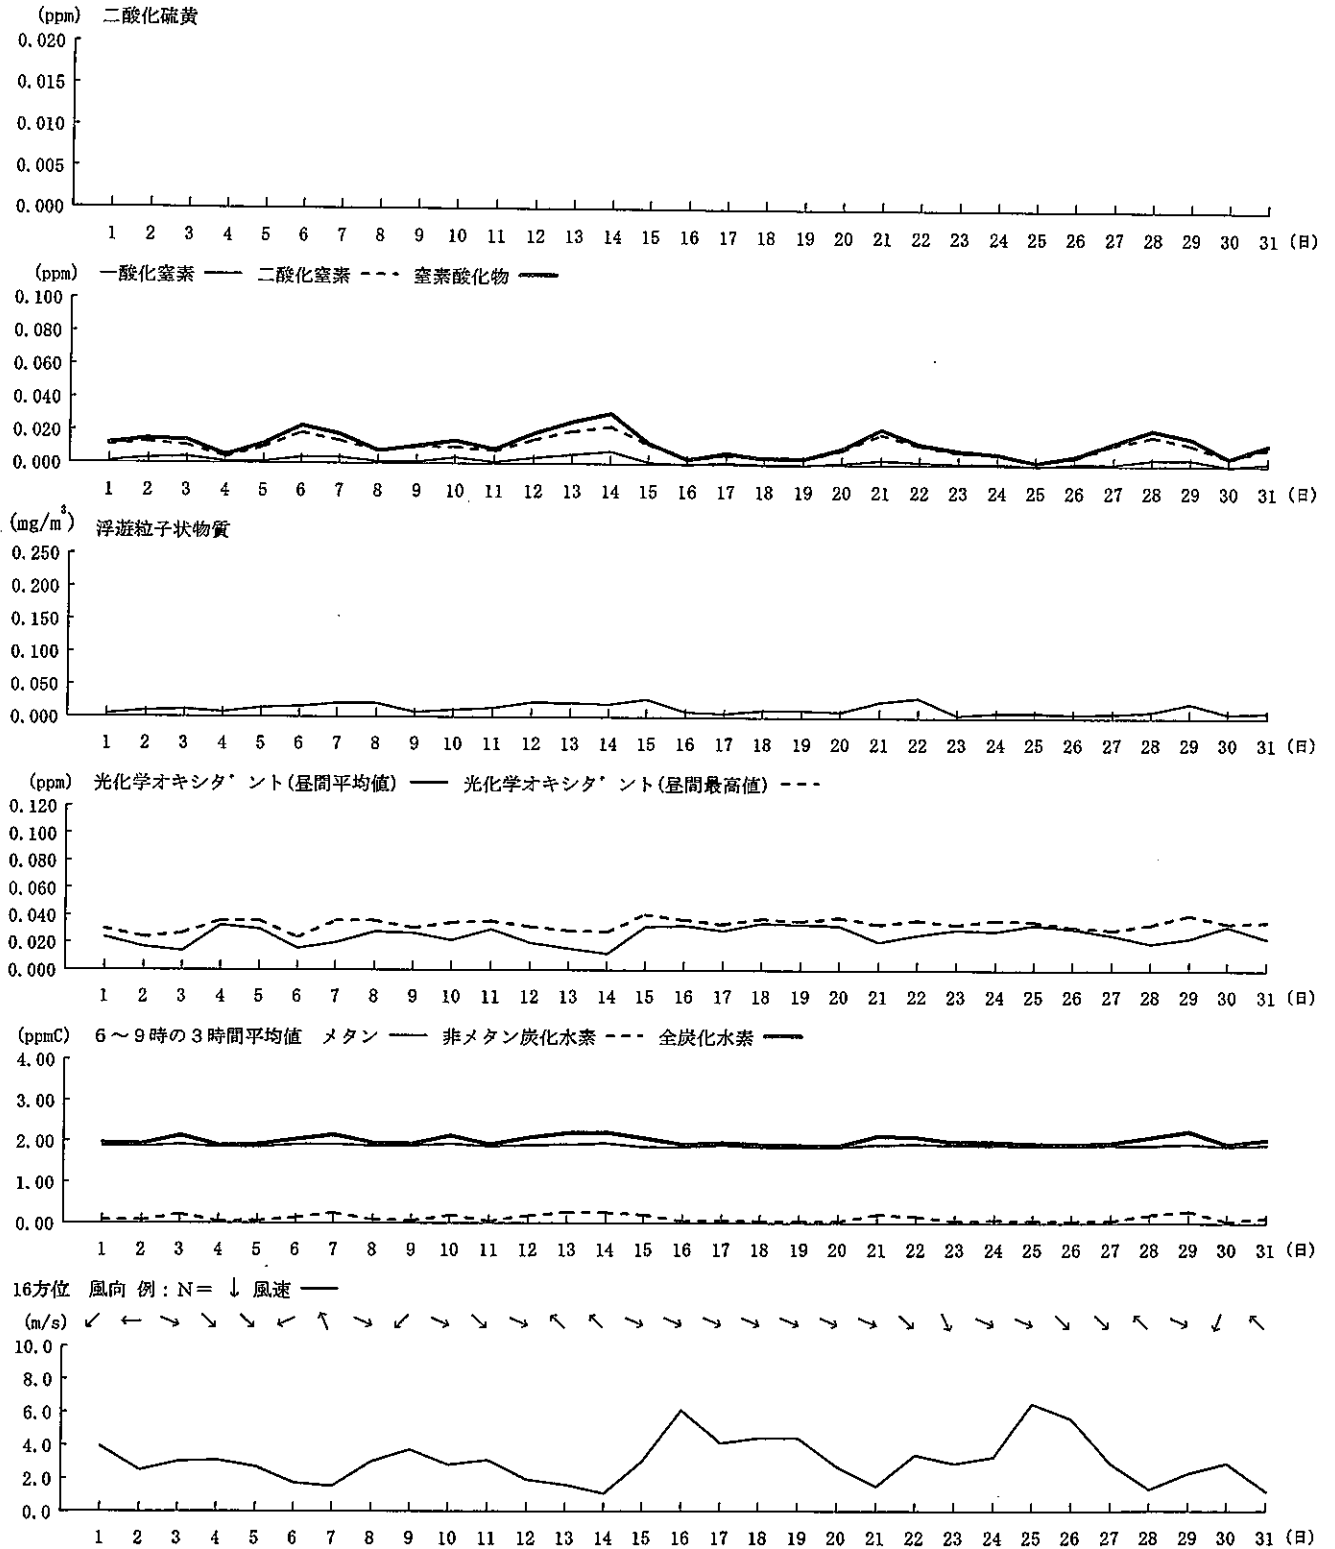 (ppm) 二酸化硫黄
0.020
0.015
0.010
0.005
0.000
1 2 3 4 5 6 7 8 9 10 11 12 13 14 15 16 17 18 19 20 21 22 23 24 25 26 27 28 29 30 31 (日)
(ppm) 一酸化窒素 — 二酸化窒素 --- 窒素酸化物 —
0.100
0.080
0.060
0.040
0.020
0.000
1 2 3 4 5 6 7 8 9 10 11 12 13 14 15 16 17 18 19 20 21 22 23 24 25 26 27 28 29 30 31 (日)
(mg/m³) 浮遊粒子状物質
0.250
0.200
0.150
0.100
0.050
0.000
1 2 3 4 5 6 7 8 9 10 11 12 13 14 15 16 17 18 19 20 21 22 23 24 25 26 27 28 29 30 31 (日)
(ppm) 光化学オキシダント(昼間平均値) — 光化学オキシダント(昼間最高値) ---
0.120
0.100
0.080
0.060
0.040
0.020
0.000
1 2 3 4 5 6 7 8 9 10 11 12 13 14 15 16 17 18 19 20 21 22 23 24 25 26 27 28 29 30 31 (日)
(ppmC) 6~9時の3時間平均値 メタン — 非メタン炭化水素 --- 全炭化水素 —
4.00
3.00
2.00
1.00
0.00
1 2 3 4 5 6 7 8 9 10 11 12 13 14 15 16 17 18 19 20 21 22 23 24 25 26 27 28 29 30 31 (日)
16方位 風向 例:N= ↓ 風速 —
(m/s) ↙ ← ↘ ↘ ↘ ↙ ↖ ↘ ↙ ↘ ↘ ↘ ↖ ↖ ↘ ↘ ↘ ↘ ↘ ↘ ↘ ↘ ↘ ↘ ↘ ↘ ↘ ↖ ↘ ↙ ↖
10.0
8.0
6.0
4.0
2.0
0.0
1 2 3 4 5 6 7 8 9 10 11 12 13 14 15 16 17 18 19 20 21 22 23 24 25 26 27 28 29 30 31 (日)